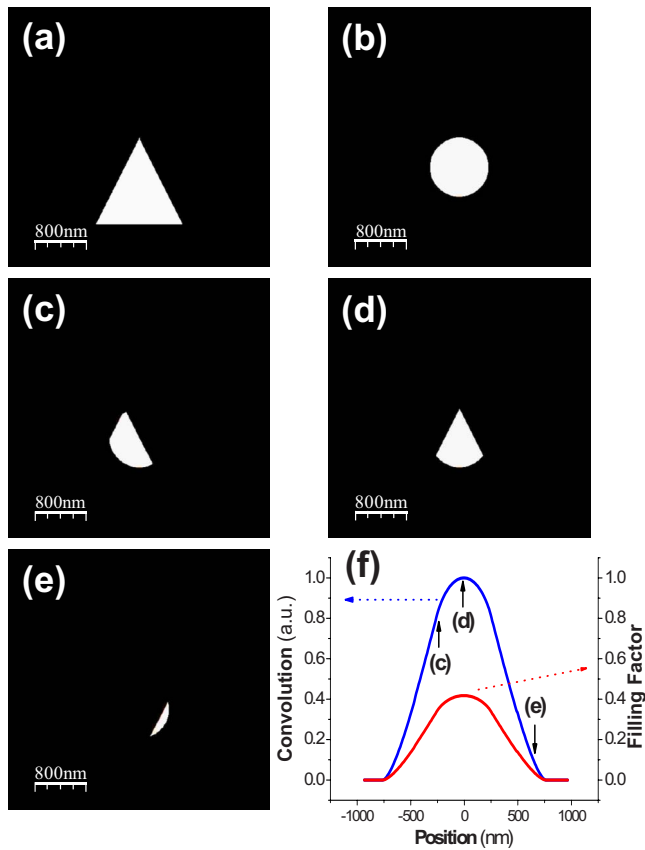 (a)
800nm
(b)
800nm
(c)
800nm
(d)
800nm
(e)
800nm
(f)
Convolution (a.u.)
1.0
0.8
0.6
0.4
0.2
0.0
(c)
(d)
(e)
1.0
0.8
0.6
0.4
0.2
0.0
Filling Factor
-1000 -500 0 500 1000
Position (nm)